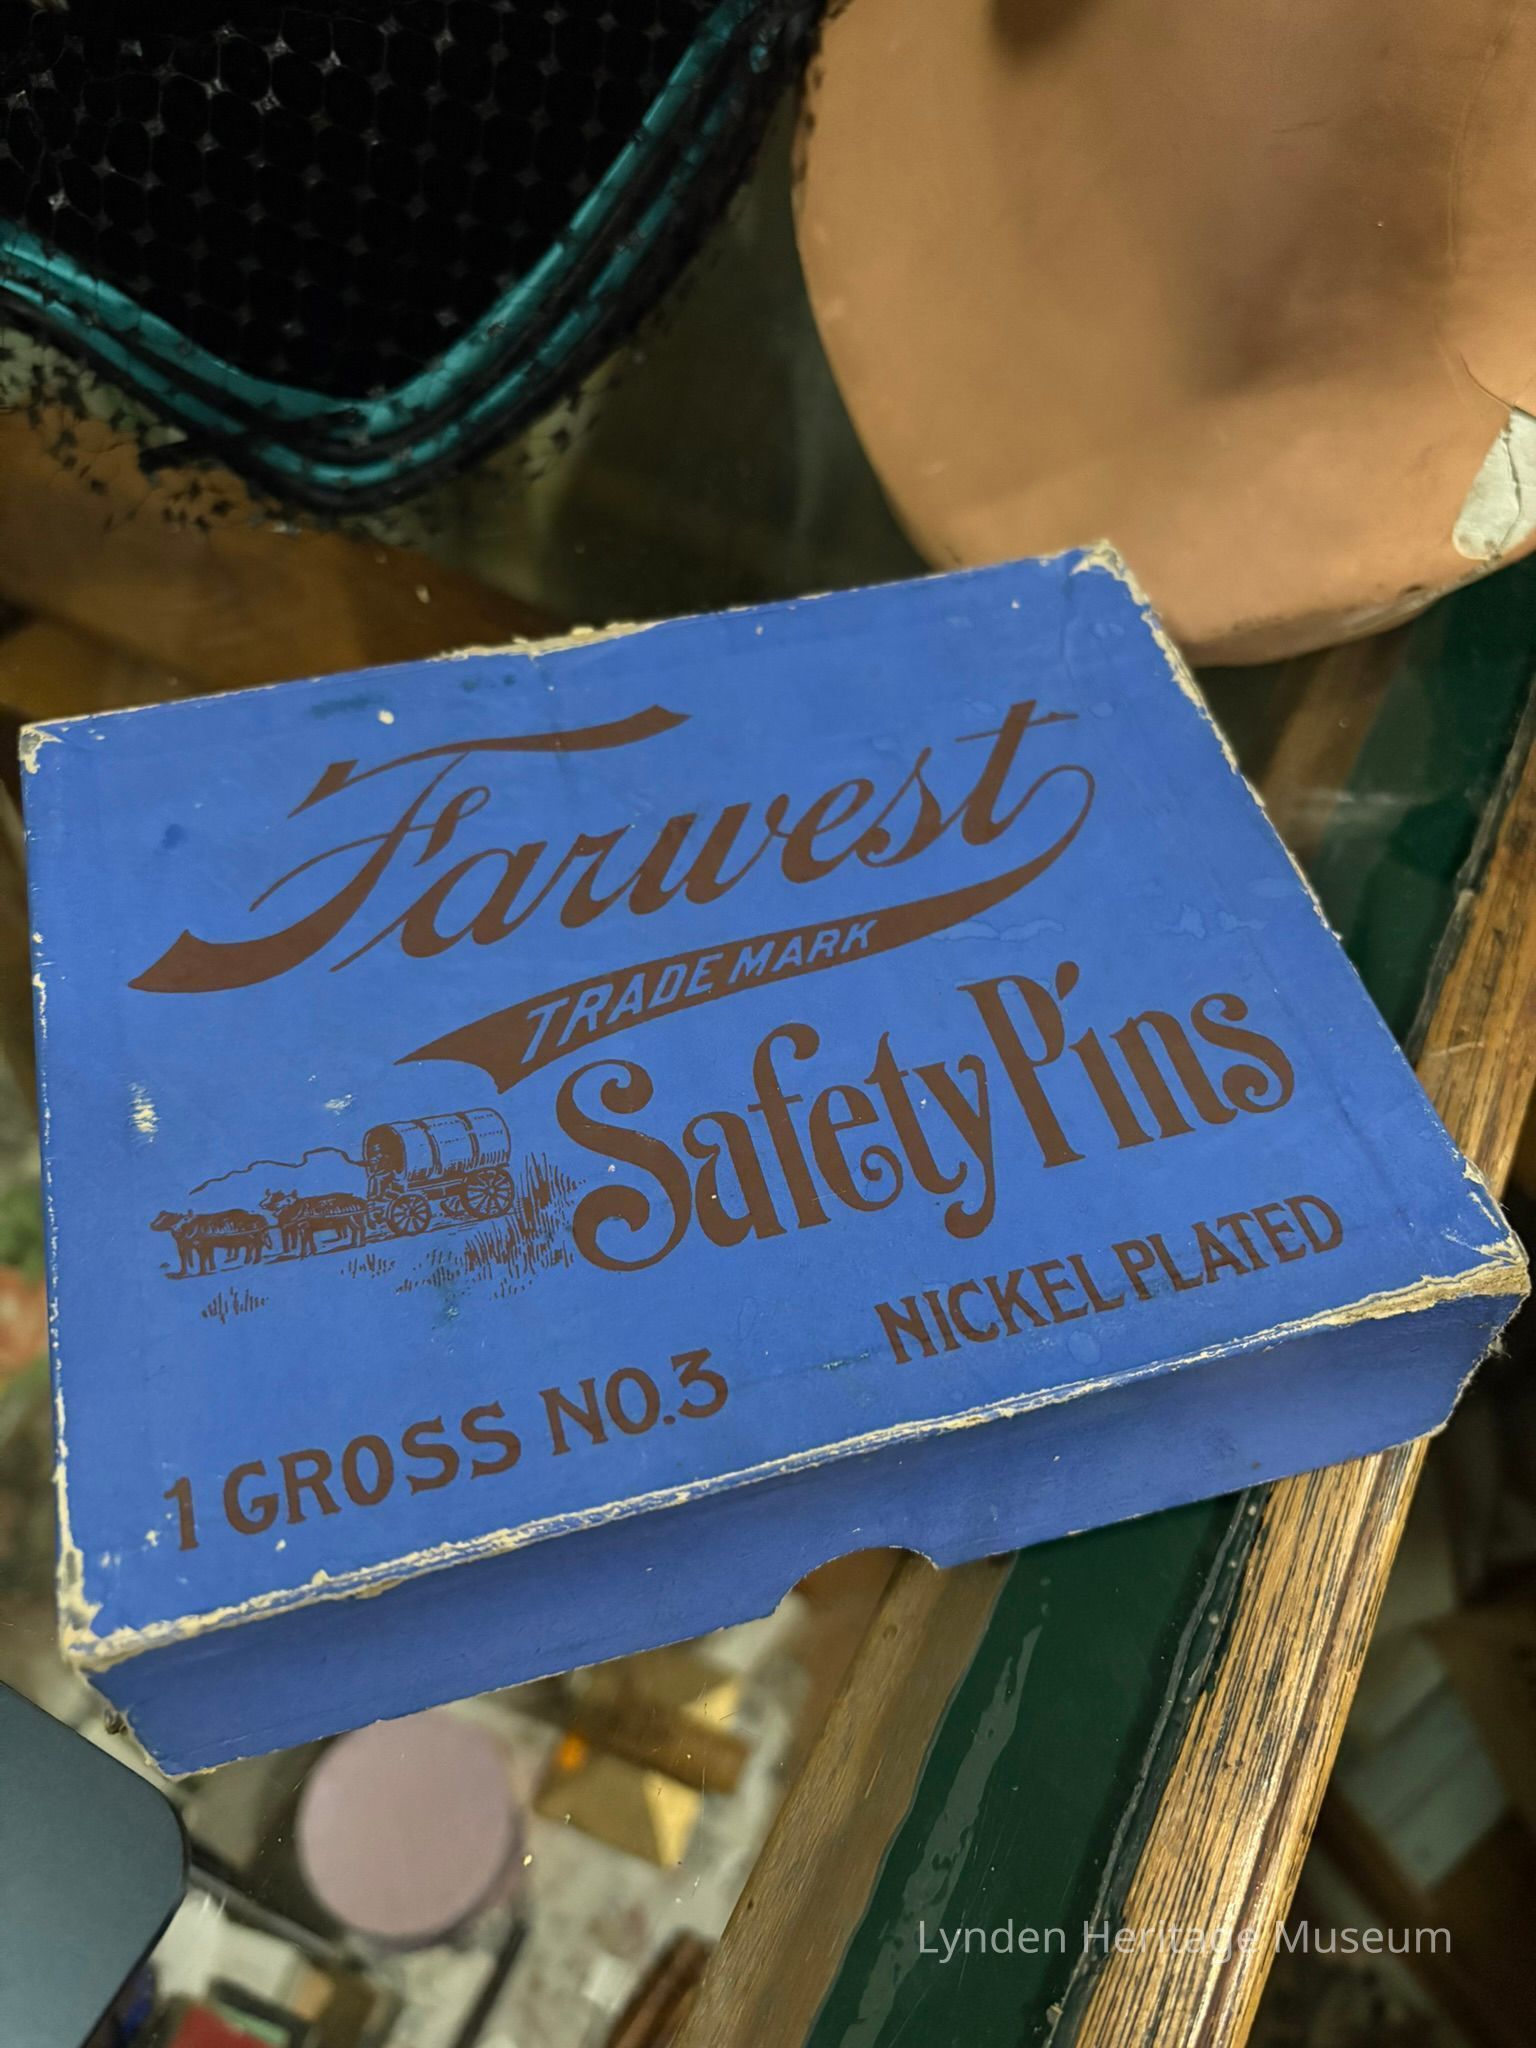 Farwest
TRADE MARK
Safety Pins
NICKEL PLATED
1 GROSS NO. 3
Lynden Heritage Museum